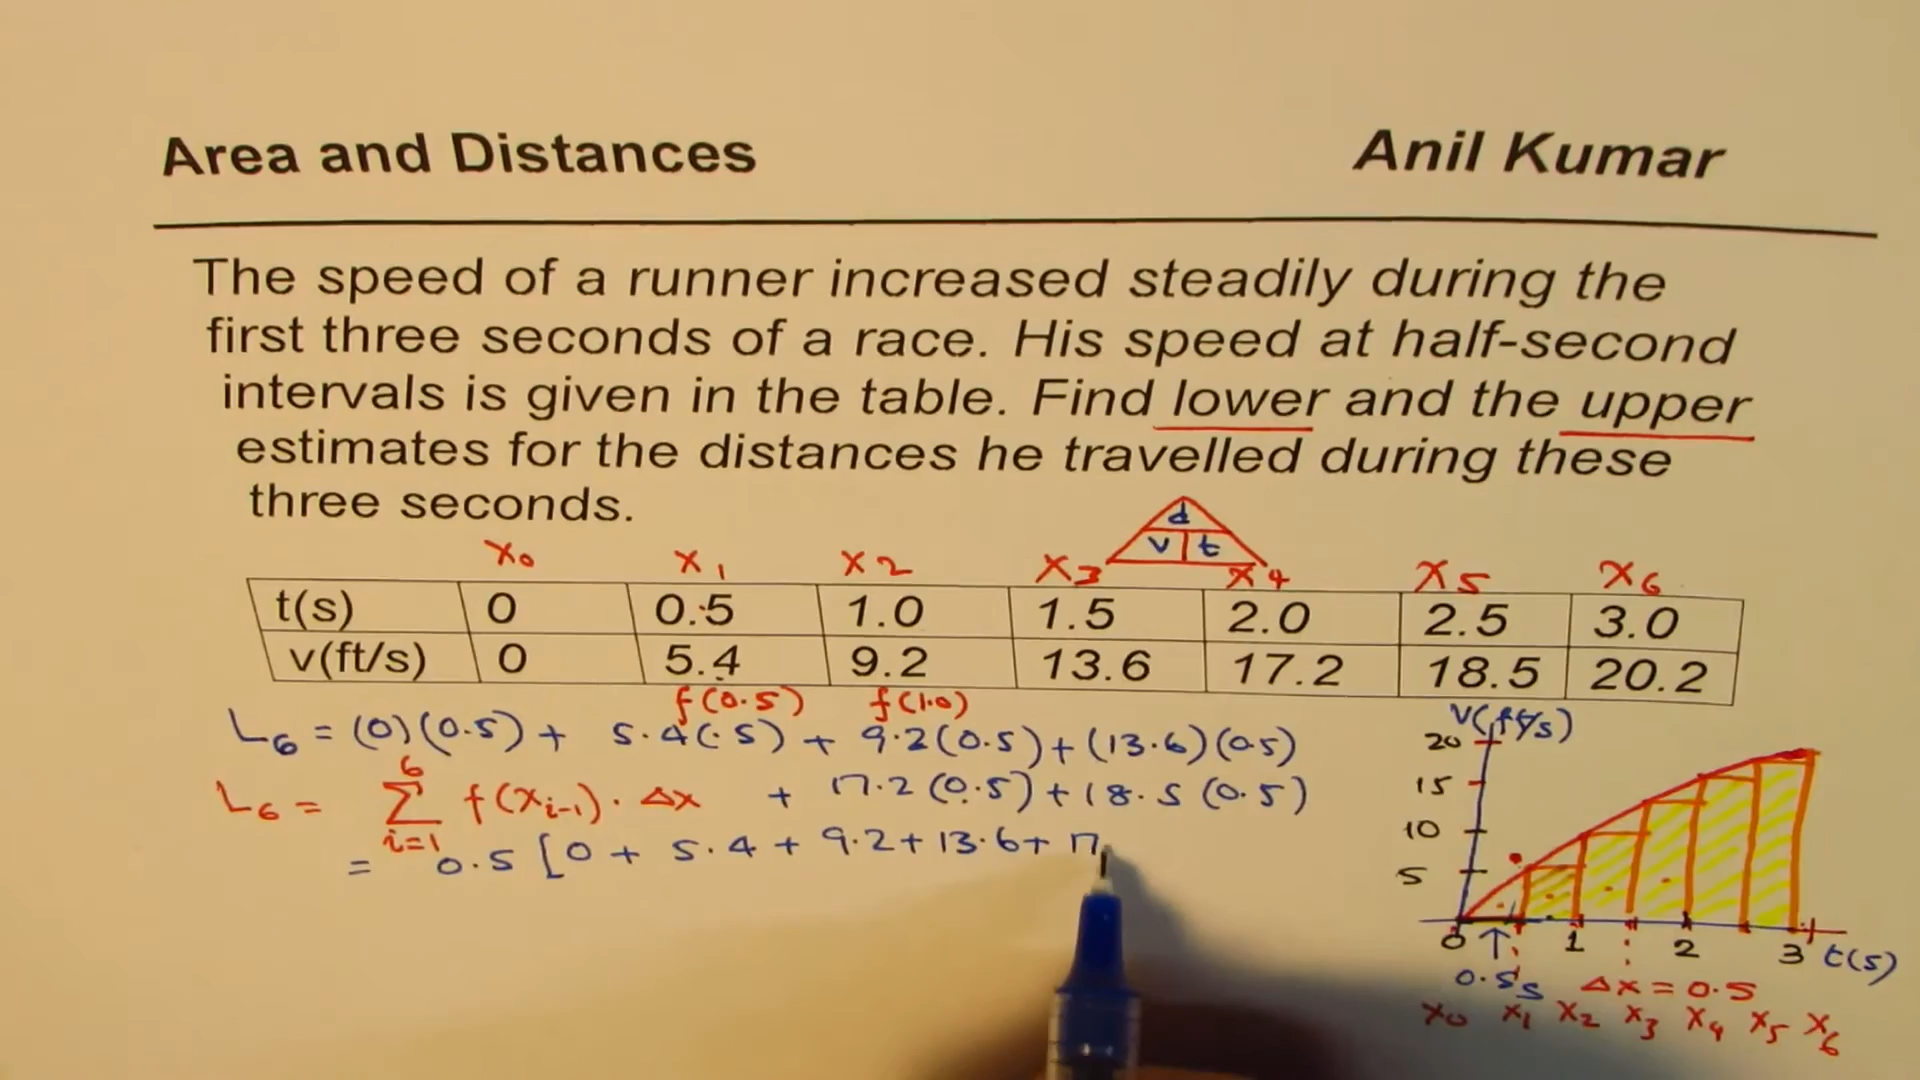 Area and Distances Anil Kumar
The speed of a runner increased steadily during the
first three seconds of a race. His speed at half-second
intervals is given in the table. Find lower and the upper
estimates for the distances he travelled during these
three seconds.
d
v t
x₀ x₁ x₂ x₃ x₄ x₅ x₆
t(s) 0 0.5 1.0 1.5 2.0 2.5 3.0
v(ft/s) 0 5.4 9.2 13.6 17.2 18.5 20.2
f(0.5) f(1.0)
L₆ = (0)(0.5) + 5.4(.5) + 9.2(0.5) + (13.6)(0.5)
+ 17.2(0.5) + 18.5(0.5)
L₆ = 6 Σ i=1 f(xᵢ₋₁)·Δx
= 0.5 [0 + 5.4 + 9.2 + 13.6 + 17
v(ft/s)
20
15
10
5
0 1 2 3 t(s)
0.5s Δx = 0.5
x₀ x₁ x₂ x₃ x₄ x₅ x₆